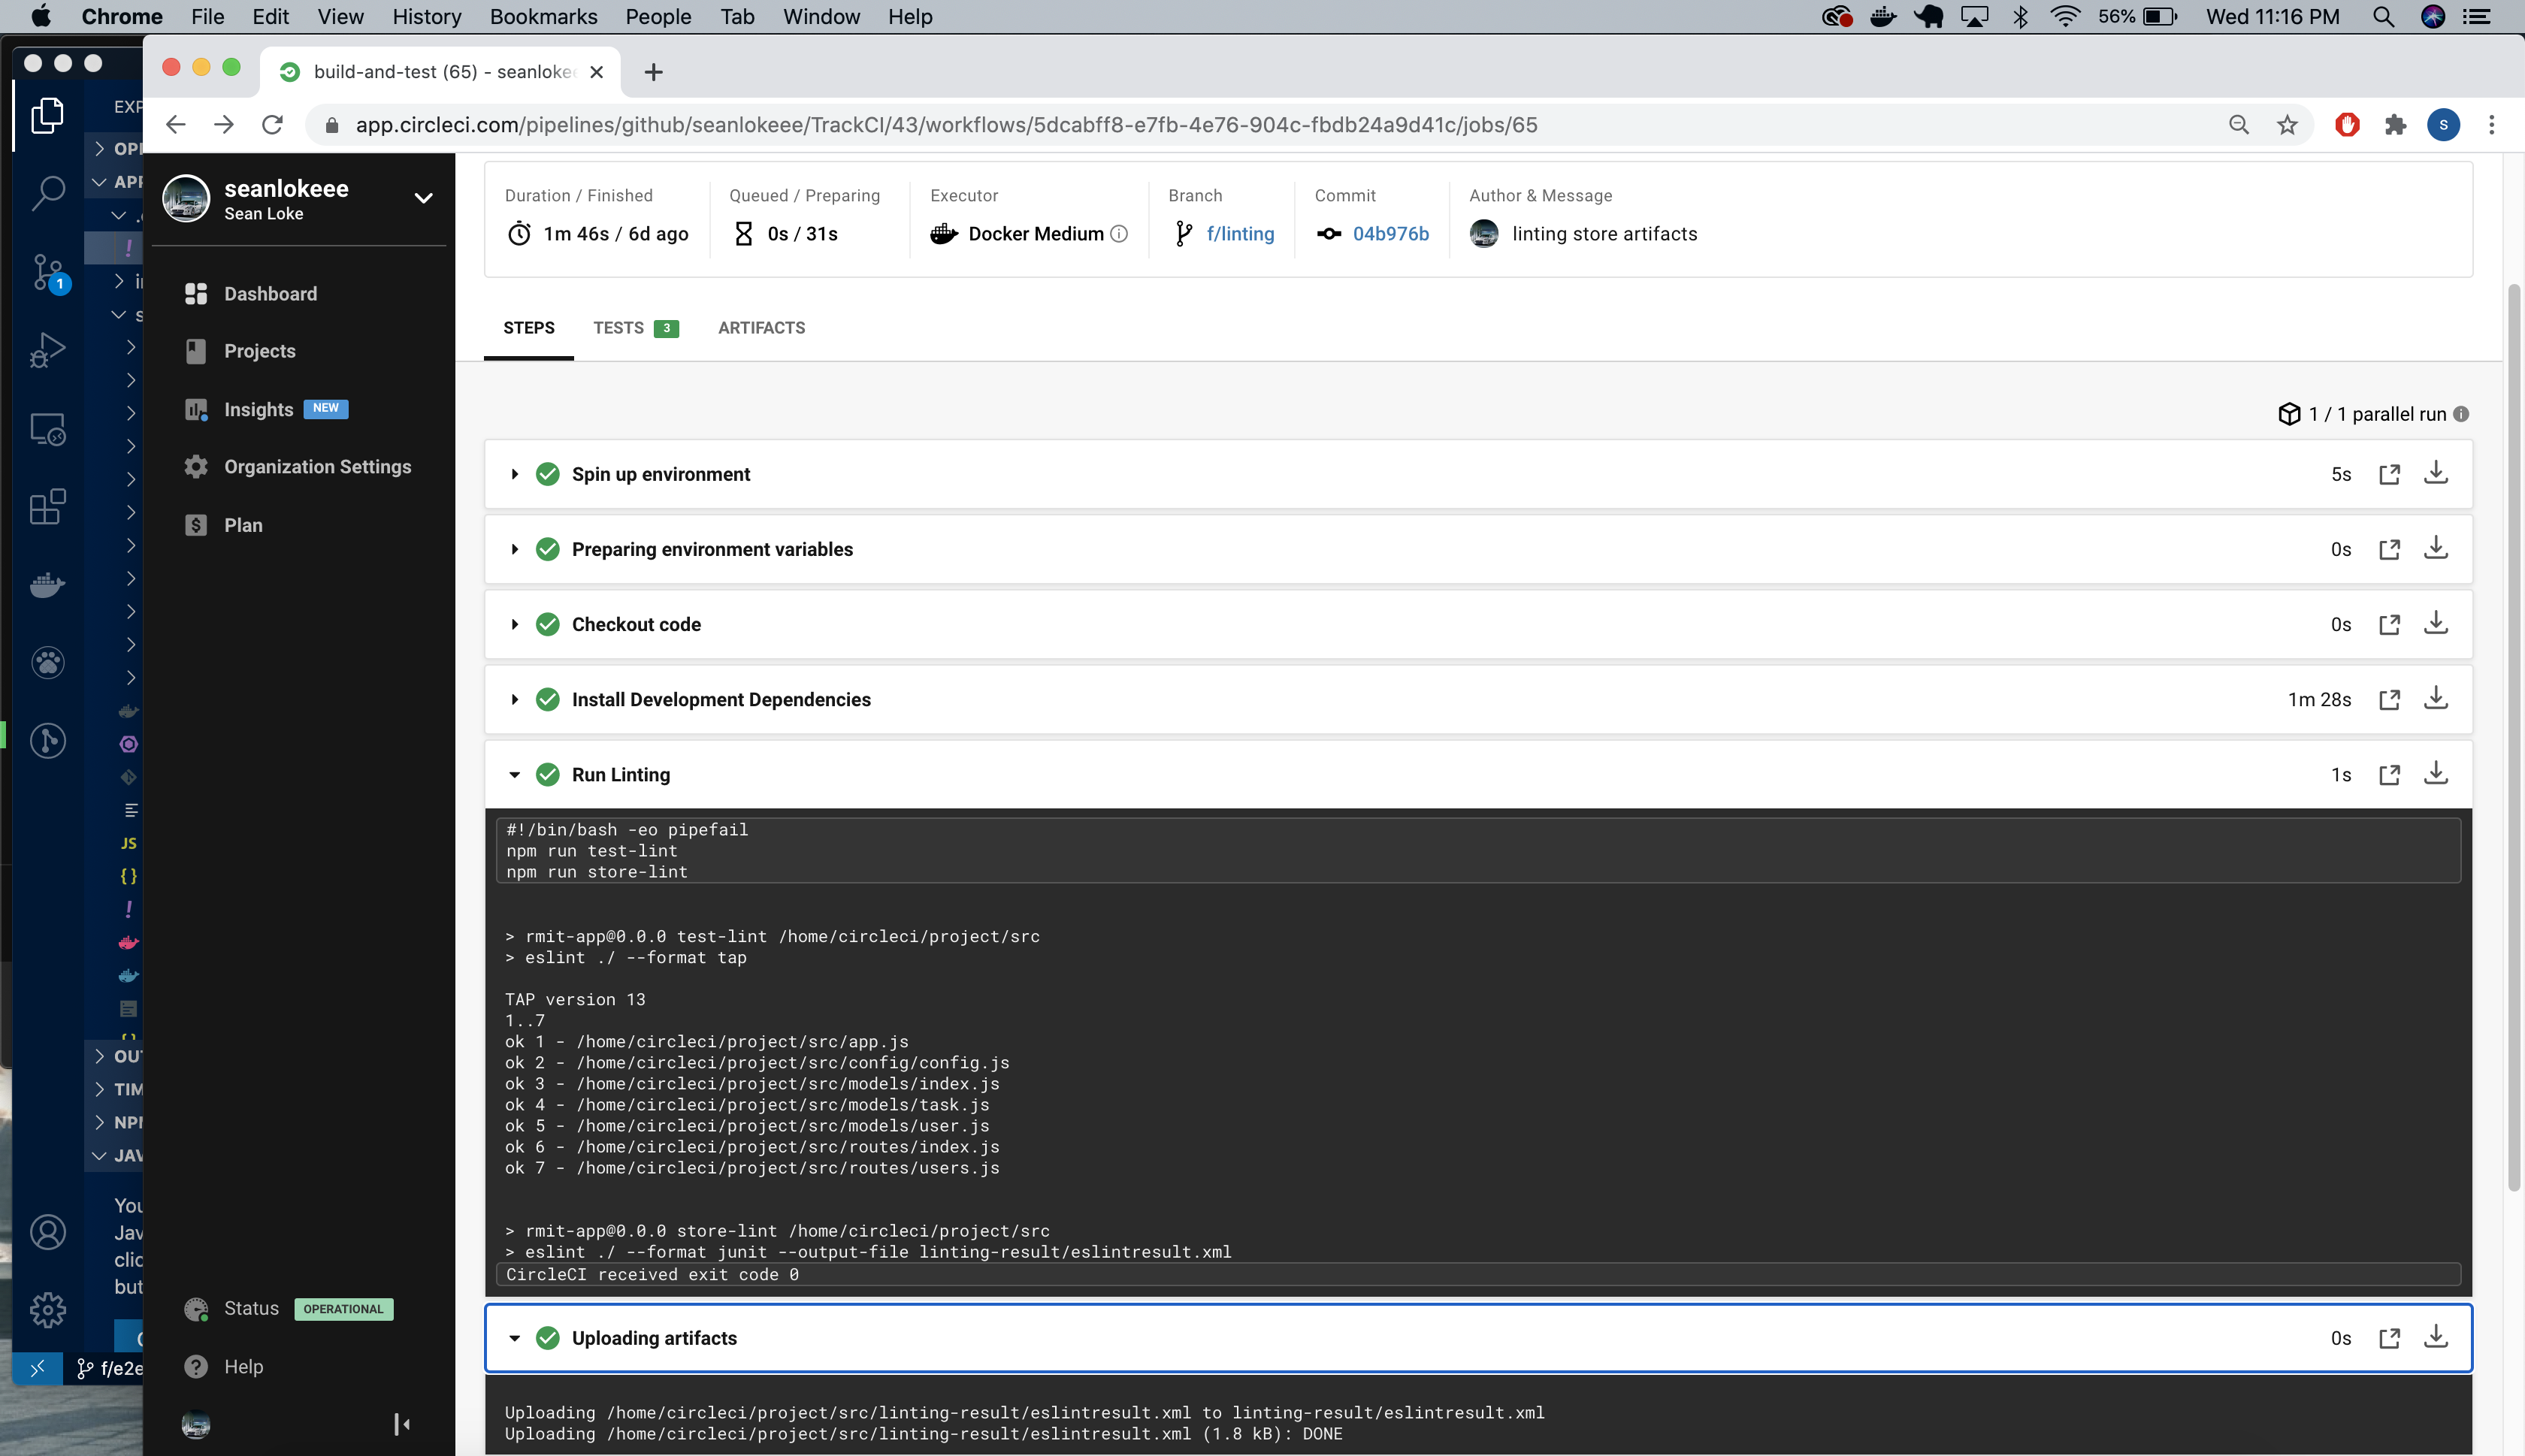 Chrome File Edit View History Bookmarks People Tab Window Help 56% Wed 11:16 PM
build-and-test (65) - seanlokee
app.circleci.com/pipelines/github/seanlokeee/TrackCI/43/workflows/5dcabff8-e7fb-4e76-904c-fbdb24a9d41c/jobs/65
S
1
JS
{ }
!
f/e2e
seanlokeee
Sean Loke
Dashboard
Projects
Insights NEW
Organization Settings
Plan
Status OPERATIONAL
Help
Duration / Finished
1m 46s / 6d ago
Queued / Preparing
0s / 31s
Executor
Docker Medium
Branch
f/linting
Commit
04b976b
Author & Message
linting store artifacts
STEPS TESTS 3 ARTIFACTS
1 / 1 parallel run
Spin up environment 5s
Preparing environment variables 0s
Checkout code 0s
Install Development Dependencies 1m 28s
Run Linting 1s
#!/bin/bash -eo pipefail
npm run test-lint
npm run store-lint
> rmit-app@0.0.0 test-lint /home/circleci/project/src
> eslint ./ --format tap
TAP version 13
1..7
ok 1 - /home/circleci/project/src/app.js
ok 2 - /home/circleci/project/src/config/config.js
ok 3 - /home/circleci/project/src/models/index.js
ok 4 - /home/circleci/project/src/models/task.js
ok 5 - /home/circleci/project/src/models/user.js
ok 6 - /home/circleci/project/src/routes/index.js
ok 7 - /home/circleci/project/src/routes/users.js
> rmit-app@0.0.0 store-lint /home/circleci/project/src
> eslint ./ --format junit --output-file linting-result/eslintresult.xml
CircleCI received exit code 0
Uploading artifacts 0s
Uploading /home/circleci/project/src/linting-result/eslintresult.xml to linting-result/eslintresult.xml
Uploading /home/circleci/project/src/linting-result/eslintresult.xml (1.8 kB): DONE